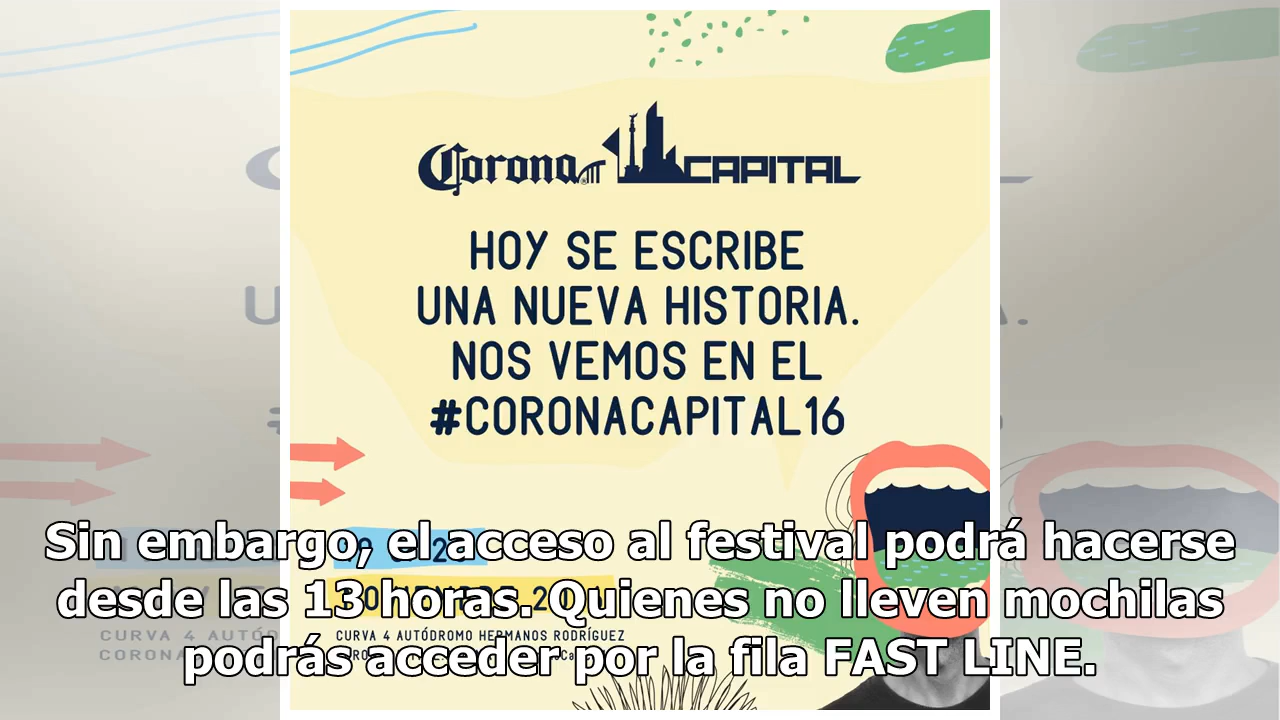 Corona CAPITAL
HOY SE ESCRIBE
UNA NUEVA HISTORIA.
NOS VEMOS EN EL
#CORONACAPITAL16
Sin embargo, el acceso al festival podrá hacerse
desde las 13 horas. Quienes no lleven mochilas
podrás acceder por la fila FAST LINE.
CURVA 4 AUTÓDROMO HERMANOS RODRÍGUEZ